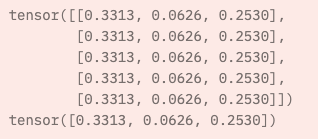 tensor([[0.3313, 0.0626, 0.2530],
        [0.3313, 0.0626, 0.2530],
        [0.3313, 0.0626, 0.2530],
        [0.3313, 0.0626, 0.2530],
        [0.3313, 0.0626, 0.2530]])
tensor([0.3313, 0.0626, 0.2530])